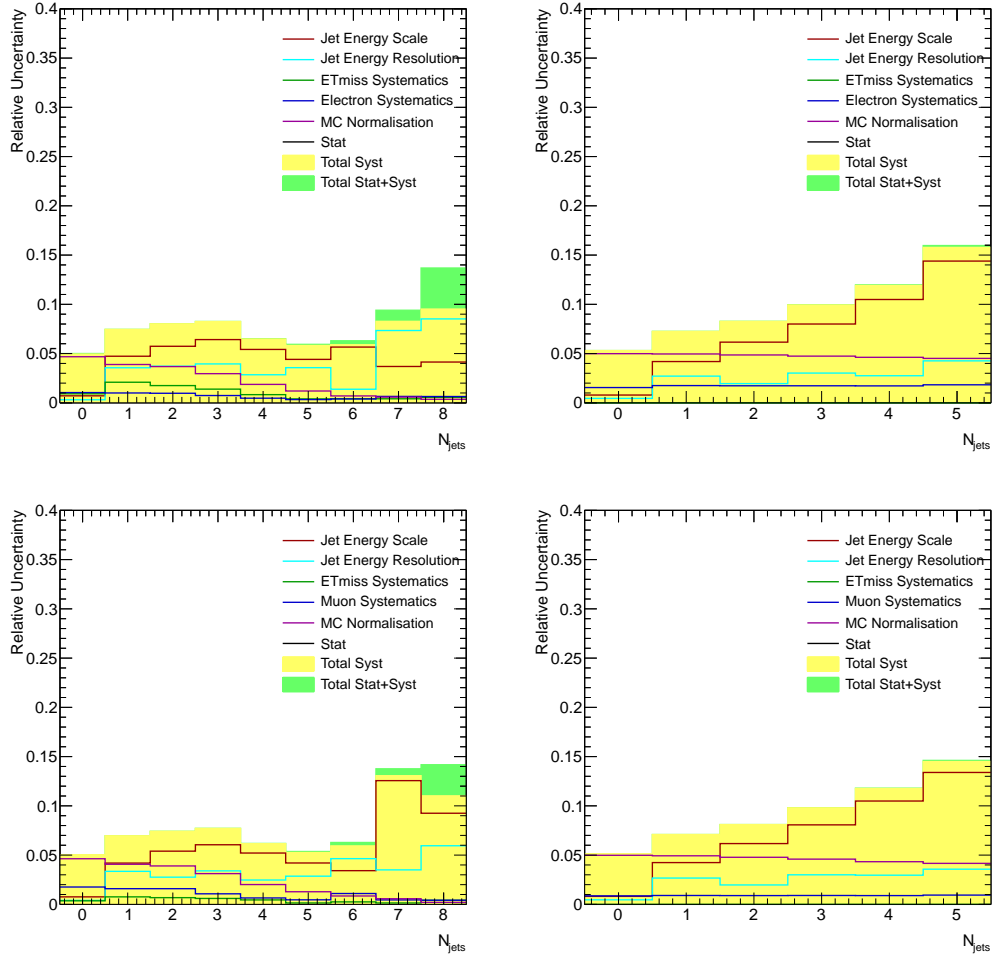 Relative Uncertainty
0.4
0.35
0.3
0.25
0.2
0.15
0.1
0.05
0
Jet Energy Scale
Jet Energy Resolution
ETmiss Systematics
Electron Systematics
MC Normalisation
Stat
Total Syst
Total Stat+Syst
0 1 2 3 4 5 6 7 8
N_jets
Relative Uncertainty
0.4
0.35
0.3
0.25
0.2
0.15
0.1
0.05
0
Jet Energy Scale
Jet Energy Resolution
ETmiss Systematics
Electron Systematics
MC Normalisation
Stat
Total Syst
Total Stat+Syst
0 1 2 3 4 5
N_jets
Relative Uncertainty
0.4
0.35
0.3
0.25
0.2
0.15
0.1
0.05
0
Jet Energy Scale
Jet Energy Resolution
ETmiss Systematics
Muon Systematics
MC Normalisation
Stat
Total Syst
Total Stat+Syst
0 1 2 3 4 5 6 7 8
N_jets
Relative Uncertainty
0.4
0.35
0.3
0.25
0.2
0.15
0.1
0.05
0
Jet Energy Scale
Jet Energy Resolution
ETmiss Systematics
Muon Systematics
MC Normalisation
Stat
Total Syst
Total Stat+Syst
0 1 2 3 4 5
N_jets